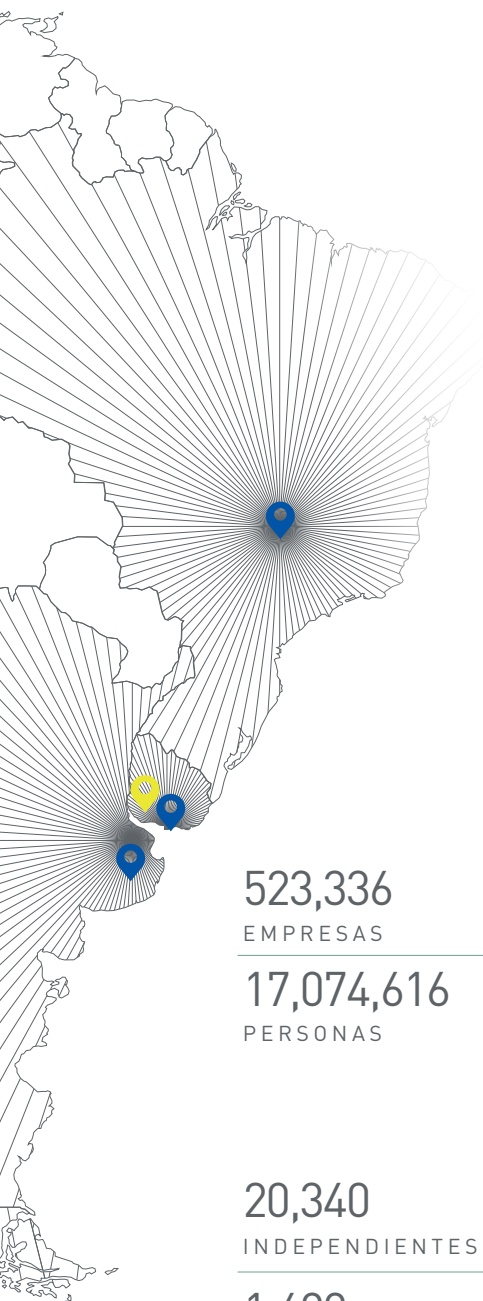 523,336
EMPRESAS
17,074,616
PERSONAS
20,340
INDEPENDIENTES